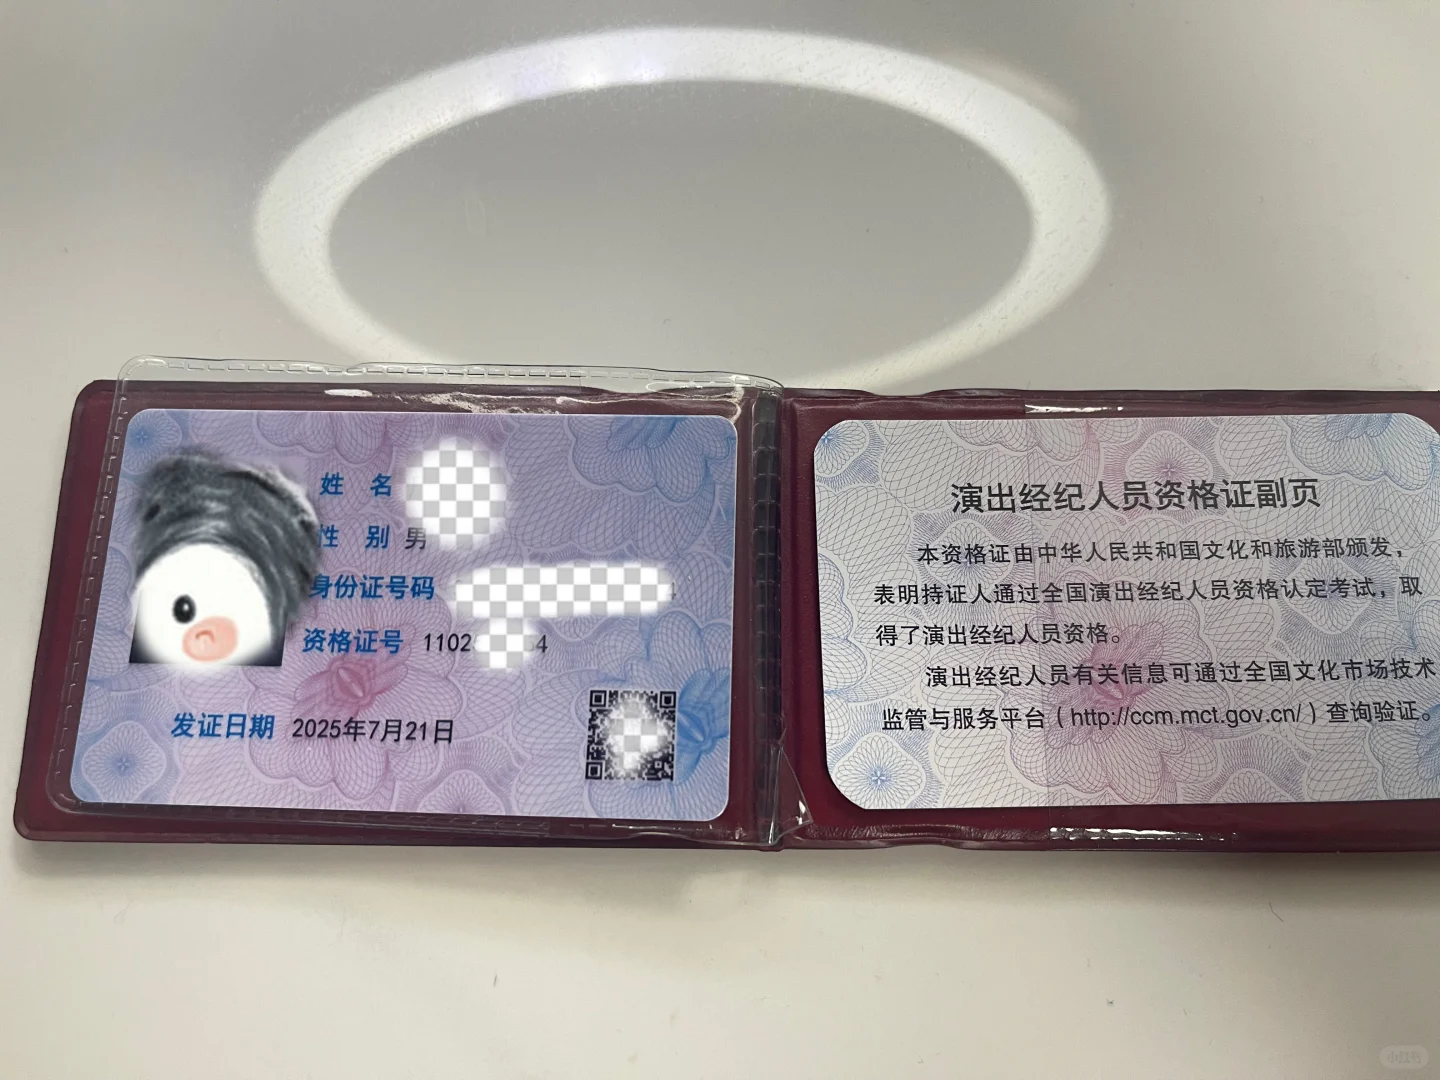 姓 名
性 别 男
身份证号码
资格证号 1102 4
发证日期 2025年7月21日
演出经纪人员资格证副页
本资格证由中华人民共和国文化和旅游部颁发，
表明持证人通过全国演出经纪人员资格认定考试，取
得了演出经纪人员资格。
演出经纪人员有关信息可通过全国文化市场技术
监管与服务平台（http://ccm.mct.gov.cn/）查询验证。
小红书